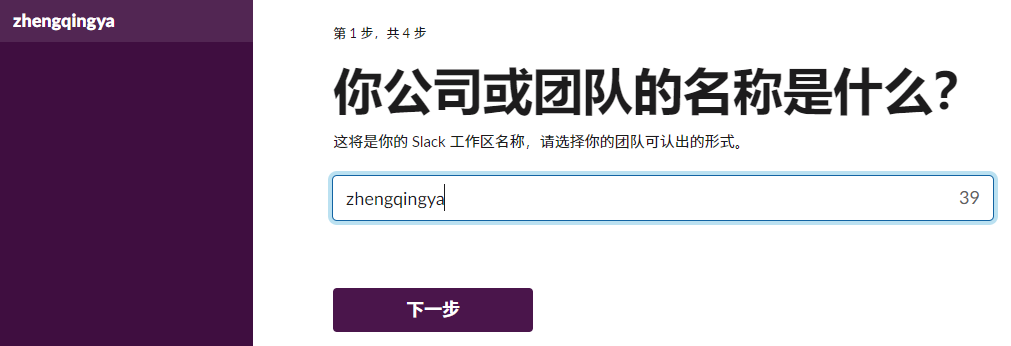 zhengqingya
第 1 步，共 4 步
你公司或团队的名称是什么？
这将是你的 Slack 工作区名称，请选择你的团队可认出的形式。
zhengqingya 39
下一步